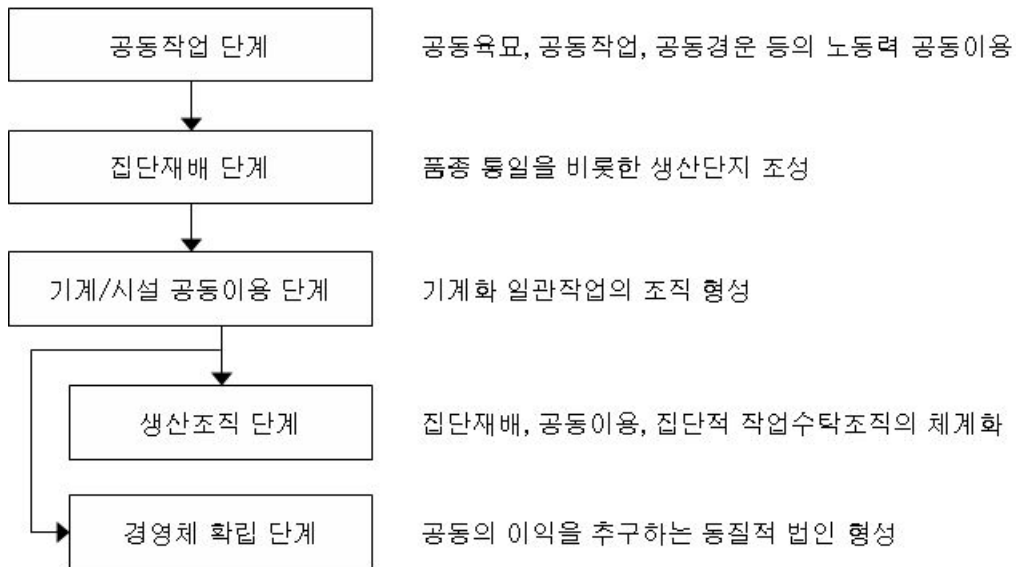 공동작업 단계
공동육묘, 공동작업, 공동경운 등의 노동력 공동이용
집단재배 단계
품종 통일을 비롯한 생산단지 조성
기계/시설 공동이용 단계
기계화 일관작업의 조직 형성
생산조직 단계
집단재배, 공동이용, 집단적 작업수탁조직의 체계화
경영체 확립 단계
공동의 이익을 추구하는 동질적 법인 형성